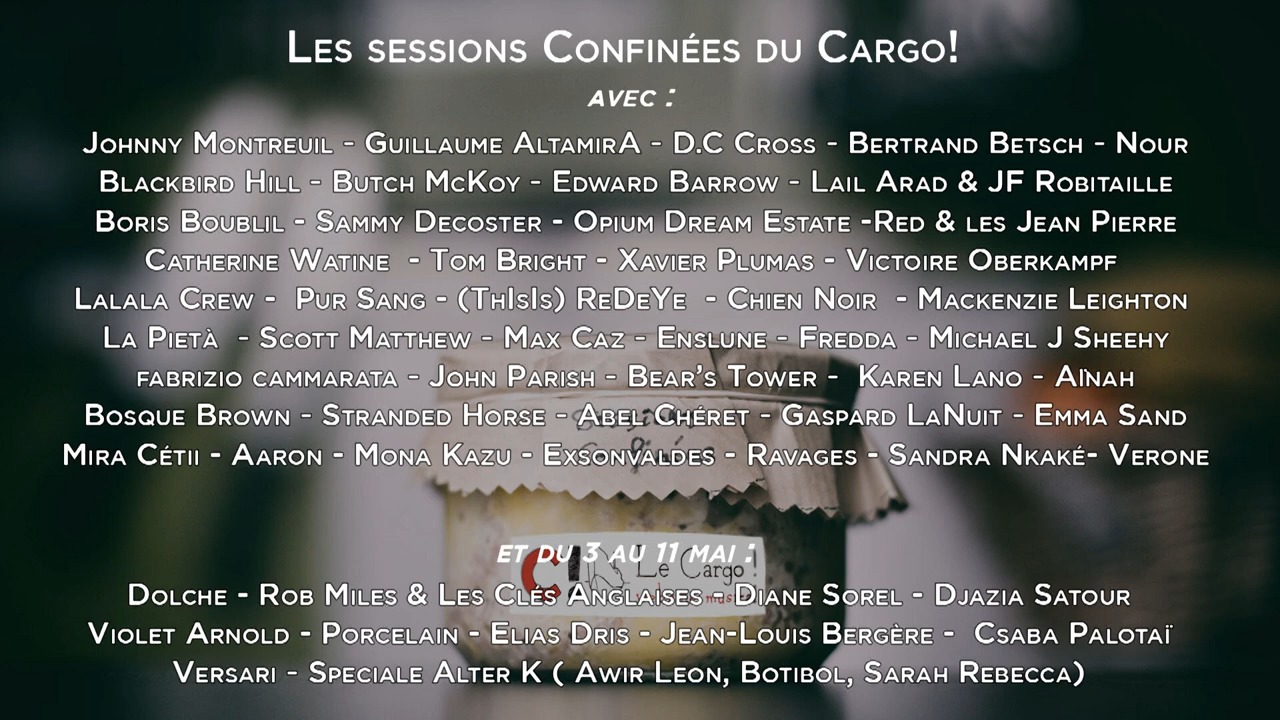 Les sessions Confinées du Cargo!
avec :
Johnny Montreuil - Guillaume AltamirA - D.C Cross - Bertrand Betsch - Nour
Blackbird Hill - Butch McKoy - Edward Barrow - Lail Arad & JF Robitaille
Boris Boublil - Sammy Decoster - Opium Dream Estate -Red & les Jean Pierre
Catherine Watine - Tom Bright - Xavier Plumas - Victoire Oberkampf
Lalala Crew - Pur Sang - (ThIsIs) ReDeYe - Chien Noir - Mackenzie Leighton
La Pietà - Scott Matthew - Max Caz - Enslune - Fredda - Michael J Sheehy
fabrizio cammarata - John Parish - Bear's Tower - Karen Lano - Aïnah
Bosque Brown - Stranded Horse - Abel Chéret - Gaspard LaNuit - Emma Sand
Mira Cétii - Aaron - Mona Kazu - Exsonvaldes - Ravages - Sandra Nkaké- Verone
et du 3 au 11 mai :
Le Cargo!
Dolche - Rob Miles & Les Clés Anglaises - Diane Sorel - Djazia Satour
Violet Arnold - Porcelain - Elias Dris - Jean-Louis Bergère - Csaba Palotaï
Versari - Speciale Alter K ( Awir Leon, Botibol, Sarah Rebecca)